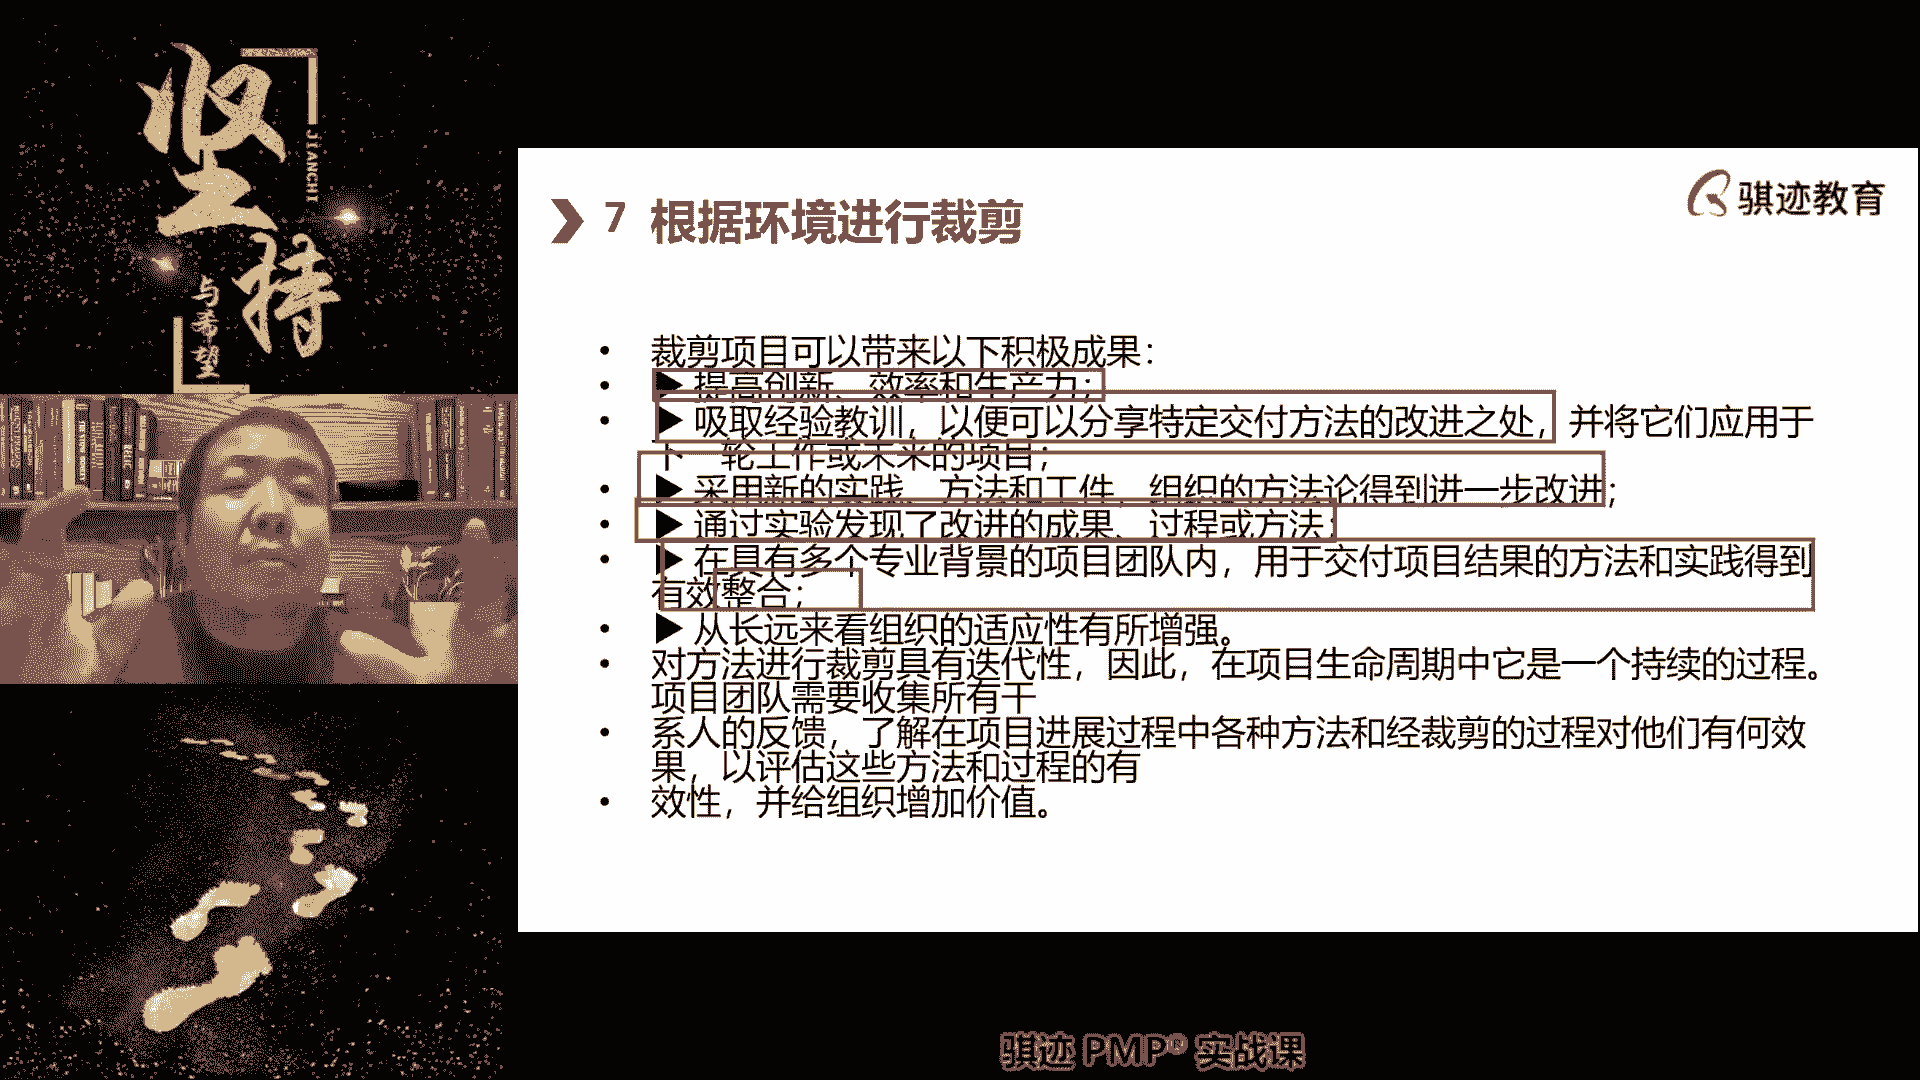 坚持
JIANCHI
与希望
骐迹教育
7 根据环境进行裁剪
• 裁剪项目可以带来以下积极成果：
• ▶ 提高创新、效率和生产力；
• ▶ 吸取经验教训，以便可以分享特定交付方法的改进之处，并将它们应用于
下一轮工作或未来的项目；
• ▶ 采用新的实践、方法和工件，组织的方法论得到进一步改进；
• ▶ 通过实验发现了改进的成果、过程或方法；
• ▶ 在具有多个专业背景的项目团队内，用于交付项目结果的方法和实践得到
有效整合；
• ▶ 从长远来看组织的适应性有所增强。
• 对方法进行裁剪具有迭代性，因此，在项目生命周期中它是一个持续的过程。
项目团队需要收集所有干
• 系人的反馈，了解在项目进展过程中各种方法和经裁剪的过程对他们有何效
果，以评估这些方法和过程的有
• 效性，并给组织增加价值。
骐迹 PMP® 实战课